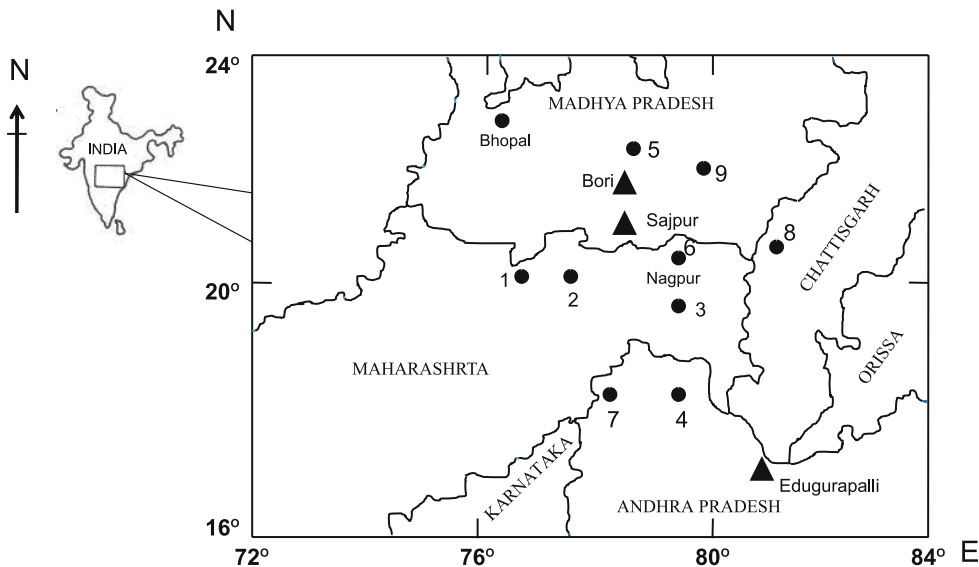 N
N
24°
MADHYA PRADESH
Bhopal
INDIA
5
9
Bori
Sajpur
8
CHATTISGARH
6
20°
1
2
Nagpur
3
ORISSA
MAHARASHRTA
7
4
KARNATAKA
Edugurapalli
ANDHRA PRADESH
16°
72°
76°
80°
84°
E